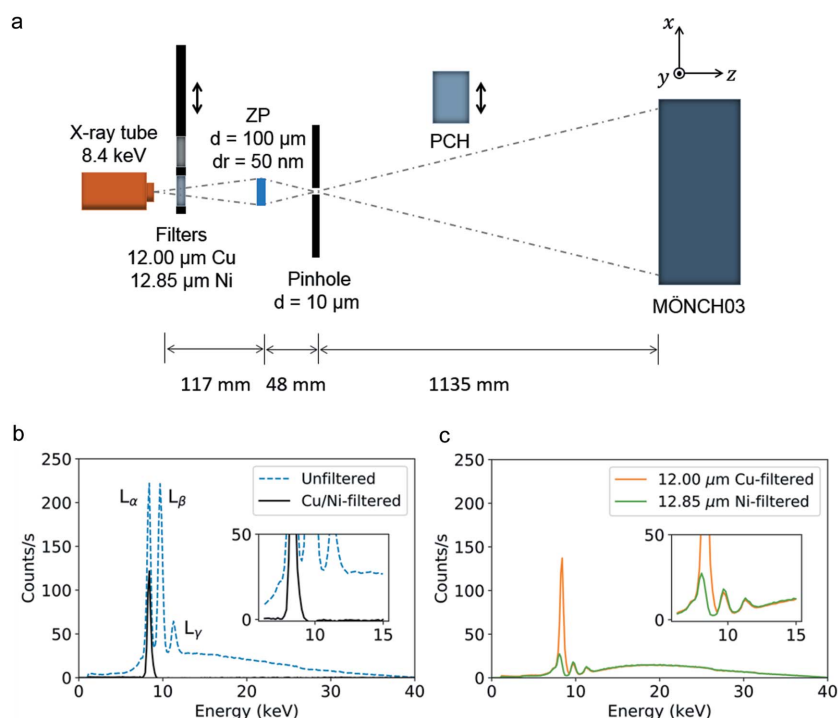 a
X-ray tube
8.4 keV
Filters
12.00 μm Cu
12.85 μm Ni
ZP
d = 100 μm
dr = 50 nm
Pinhole
d = 10 μm
PCH
x
y
z
MÖNCH03
117 mm
48 mm
1135 mm
b
250
200
150
100
50
0
Counts/s
0
10
20
30
40
Energy (keV)
Lα
Lβ
Lγ
Unfiltered
Cu/Ni-filtered
50
0
10
15
c
250
200
150
100
50
0
Counts/s
0
10
20
30
40
Energy (keV)
12.00 μm Cu-filtered
12.85 μm Ni-filtered
50
0
10
15